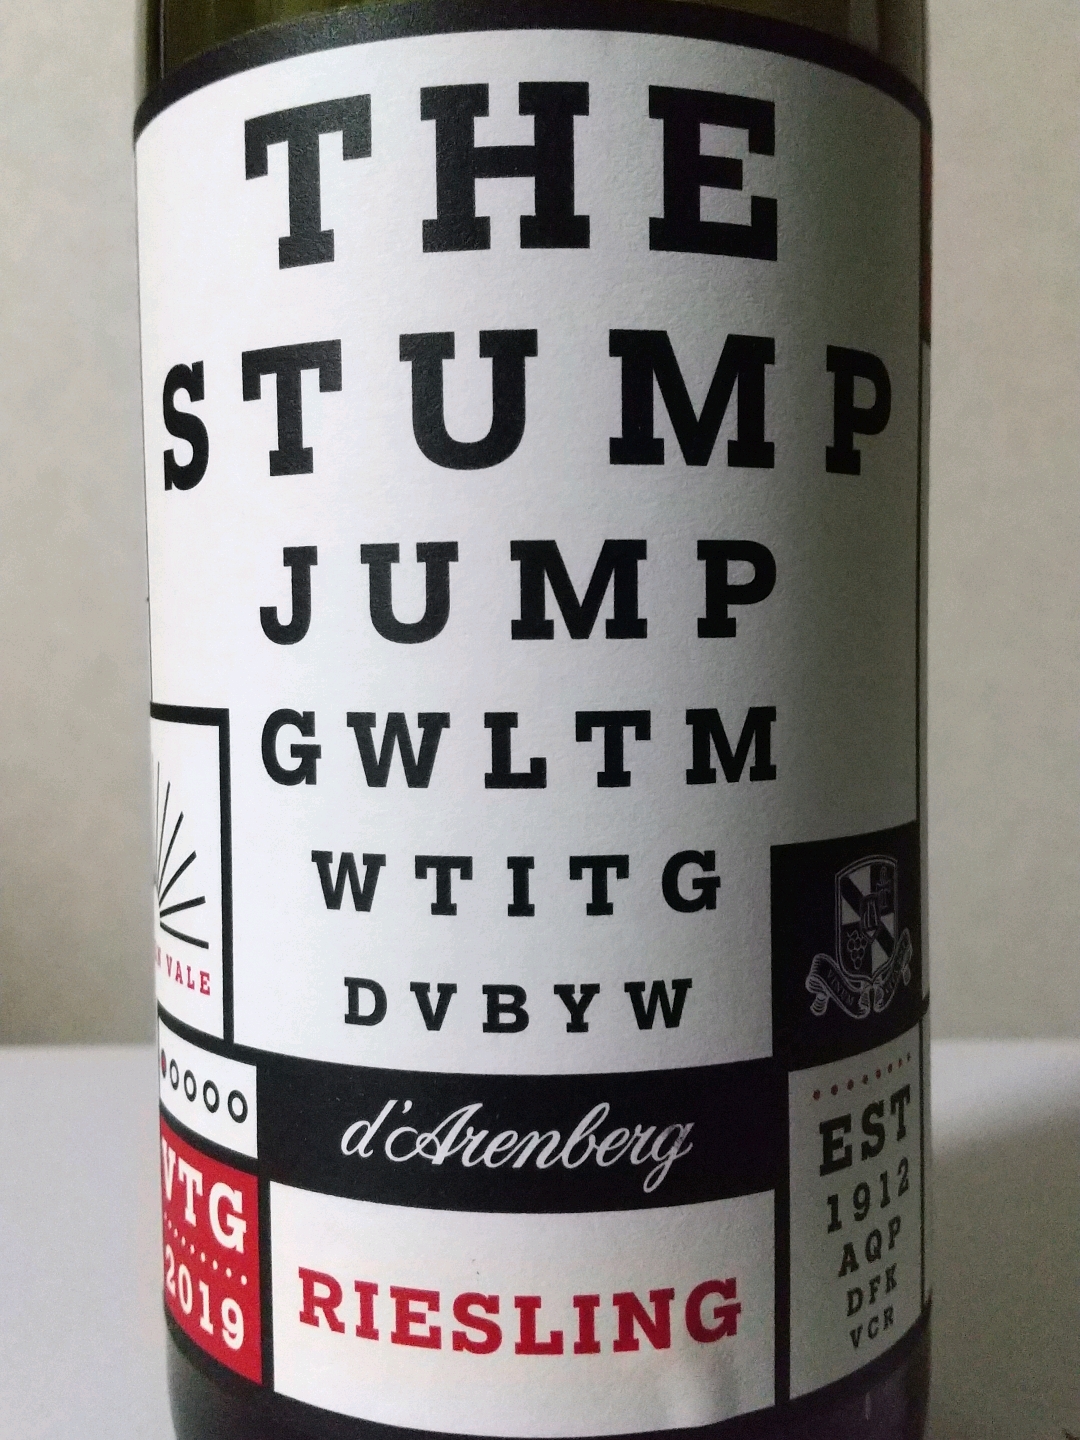 THE
STUMP
JUMP
GWLTM
WTITG
DVBYW
VALE
d'Arenberg
VTG
2019
RIESLING
EST
1912
AQP
DFK
VCR